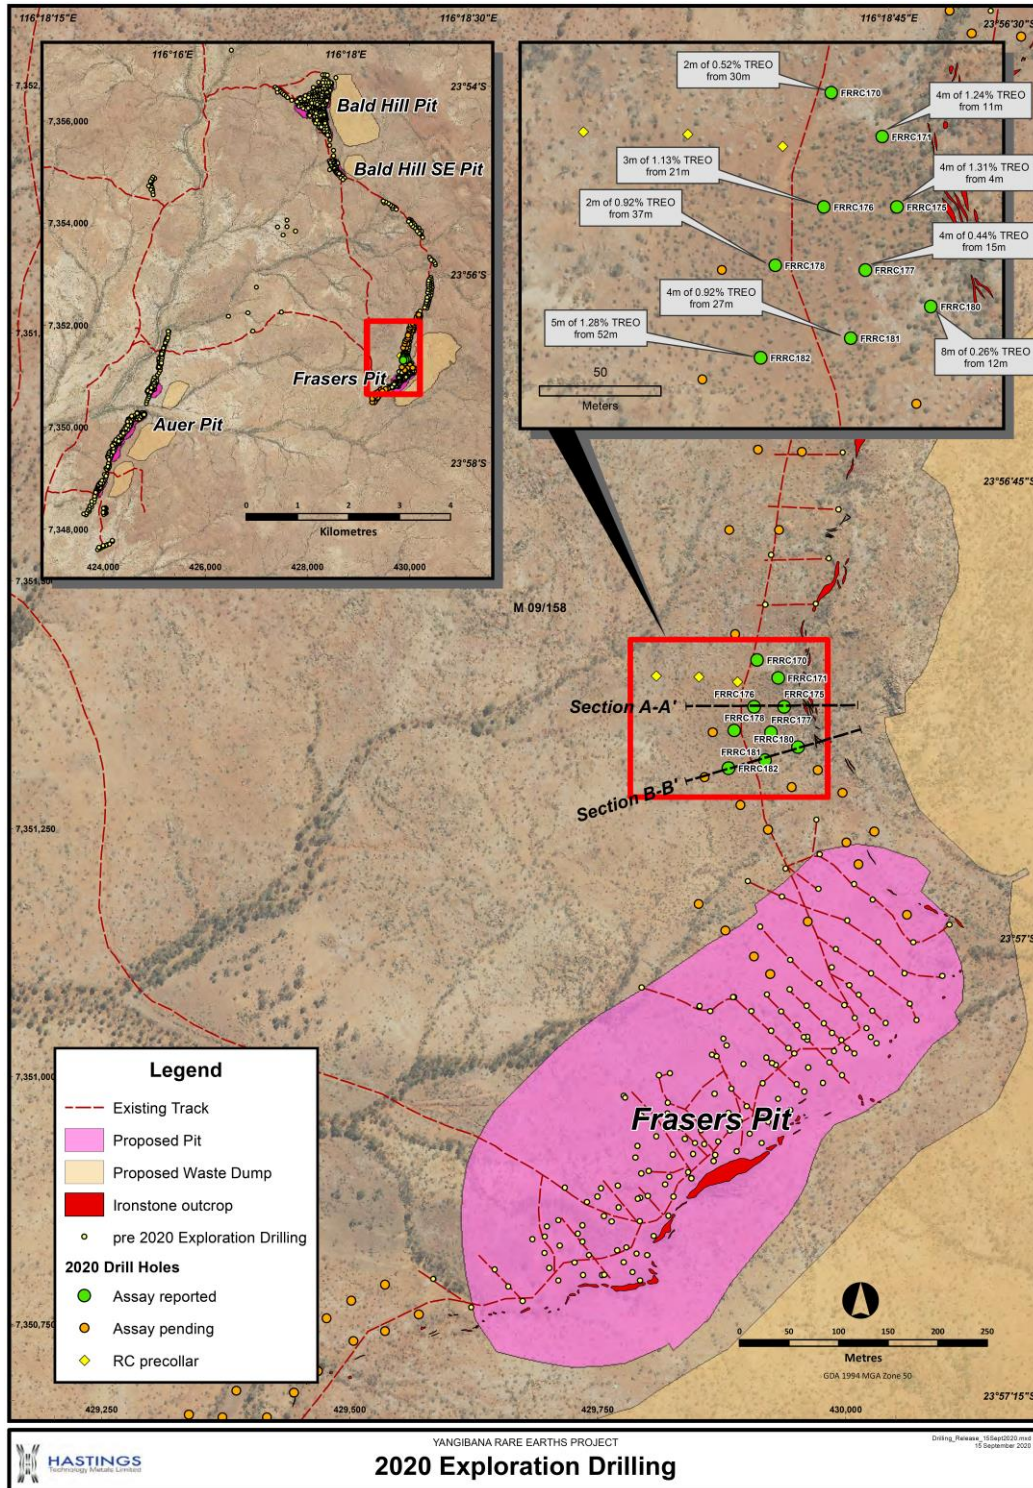 116°18'15"E
116°18'30"E
116°18'45"E
23°56'30"S
116°16'E
116°18'E
23°54'S
7,352,
7,356,000
Bald Hill Pit
Bald Hill SE Pit
7,354,000
23°56'S
7,351,
7,352,000
Frasers Pit
Auer Pit
7,350,000
23°58'S
0 1 2 3 4
Kilometres
7,348,000
424,000
426,000
428,000
430,000
2m of 0.52% TREO
from 30m
FRRC170
4m of 1.24% TREO
from 11m
FRRC171
3m of 1.13% TREO
from 21m
FRRC176
4m of 1.31% TREO
from 4m
FRRC175
2m of 0.92% TREO
from 37m
FRRC178
4m of 0.44% TREO
from 15m
FRRC177
4m of 0.92% TREO
from 27m
FRRC181
FRRC180
8m of 0.26% TREO
from 12m
5m of 1.28% TREO
from 52m
FRRC182
50
Meters
23°56'45"S
M 09/158
FRRC170
FRRC171
FRRC176
FRRC175
Section A-A'
FRRC178
FRRC177
FRRC180
FRRC181
FRRC182
Section B-B'
7,351,250
23°57'S
7,351,000
Frasers Pit
Legend
Existing Track
Proposed Pit
Proposed Waste Dump
Ironstone outcrop
pre 2020 Exploration Drilling
2020 Drill Holes
Assay reported
Assay pending
RC precollar
7,350,750
0 50 100 150 200 250
Metres
GDA 1994 MGA Zone 50
23°57'15"S
429,250
429,500
429,750
430,000
HASTINGS
Technology Metals Limited
YANGIBANA RARE EARTHS PROJECT
2020 Exploration Drilling
Drilling_Release_15Sept2020.mxd
15 September 2020